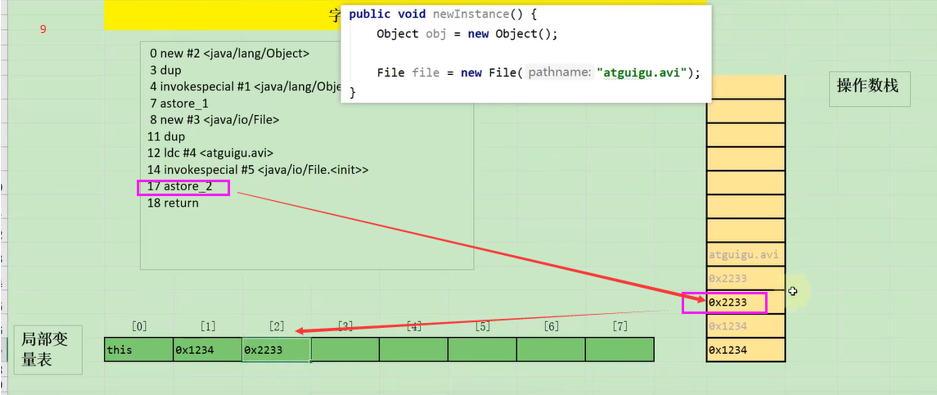 9
字
public void newInstance() {
Object obj = new Object();
File file = new File( pathname: "atguigu.avi");
}
0 new #2 <java/lang/Object>
3 dup
4 invokespecial #1 <java/lang/Obje
7 astore_1
8 new #3 <java/io/File>
11 dup
12 ldc #4 <atguigu.avi>
14 invokespecial #5 <java/io/File.<init>>
17 astore_2
18 return
操作数栈
atguigu.avi
0x2233
0x2233
0x1234
0x1234
局部变
量表
[0] [1] [2] [3] [4] [5] [6] [7]
this 0x1234 0x2233